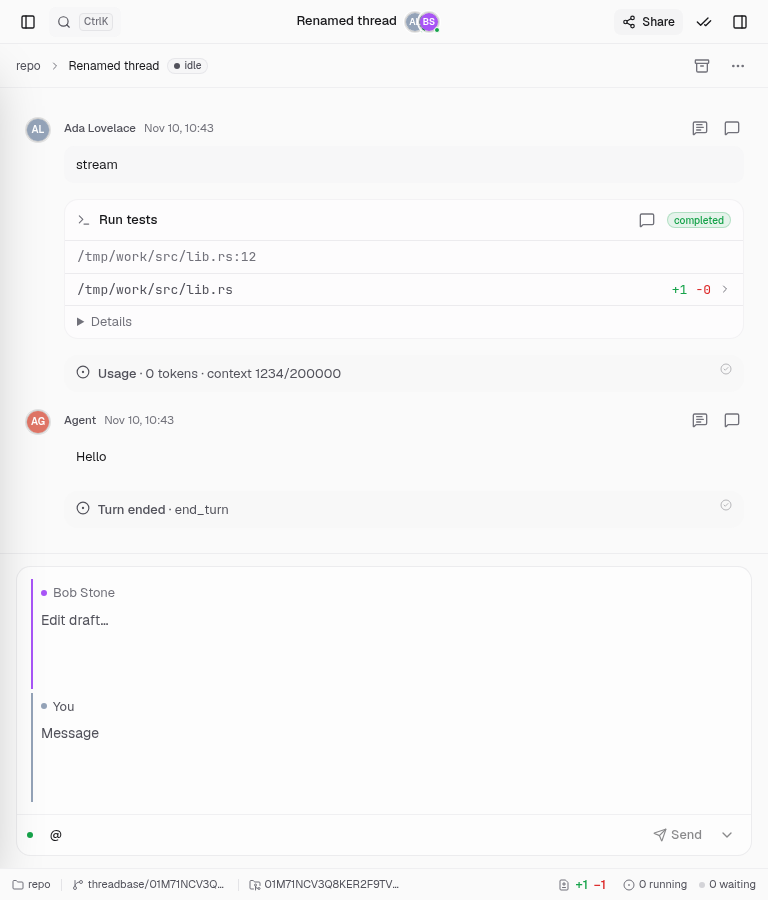 CtrlK
Renamed thread
BS
Share
repo
Renamed thread
idle
AL
Ada Lovelace Nov 10, 10:43
stream
Run tests
completed
/tmp/work/src/lib.rs:12
/tmp/work/src/lib.rs +1 -0
Details
Usage · 0 tokens · context 1234/200000
AG
Agent Nov 10, 10:43
Hello
Turn ended · end_turn
Bob Stone
Edit draft…
You
Message
@ Send
repo threadbase/01M71NCV3Q… 01M71NCV3Q8KER2F9TV… +1 −1 0 running 0 waiting